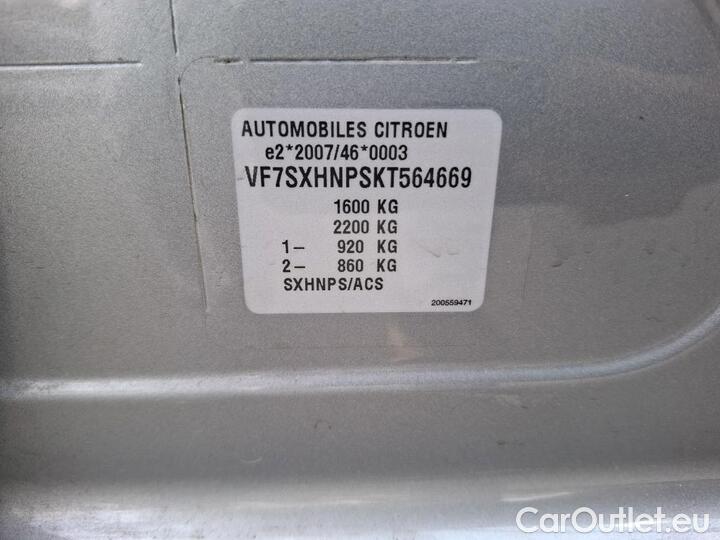 AUTOMOBILES CITROEN
e2*2007/46*0003
VF7SXHNPSKT564669
1600 KG
2200 KG
1- 920 KG
2- 860 KG
SXHNPS/ACS
200559471
CarOutlet.eu